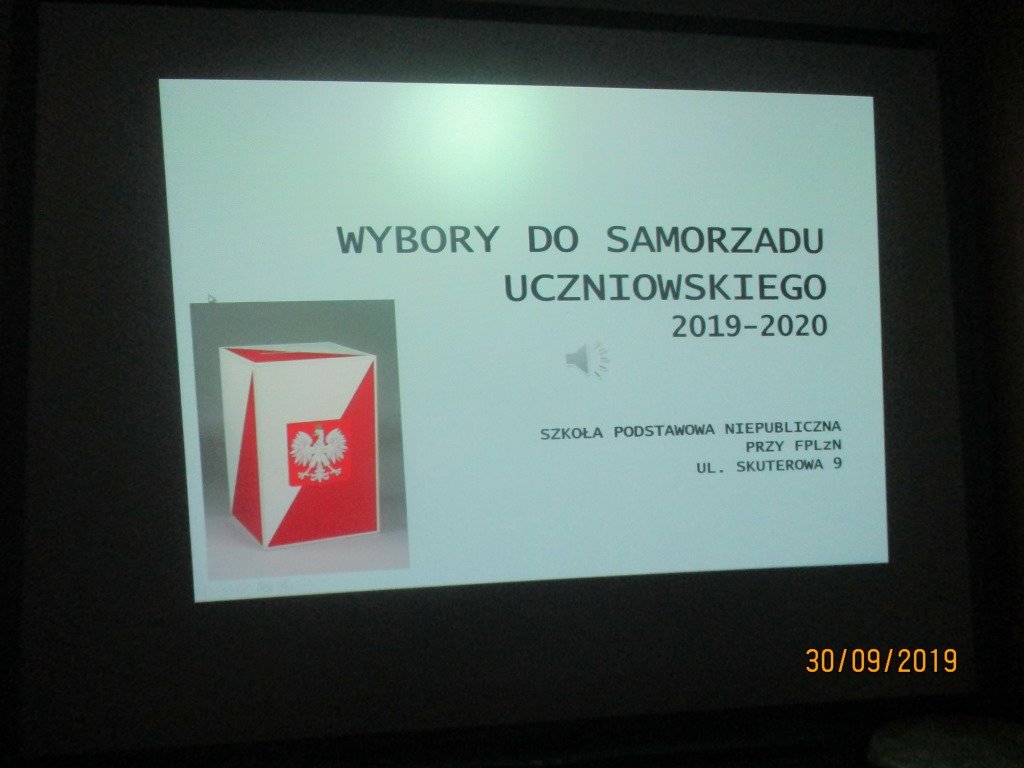 WYBORY DO SAMORZADU
UCZNIOWSKIEGO
2019-2020
SZKOŁA PODSTAWOWA NIEPUBLICZNA
PRZY FPLzN
UL. SKUTEROWA 9
30/09/2019